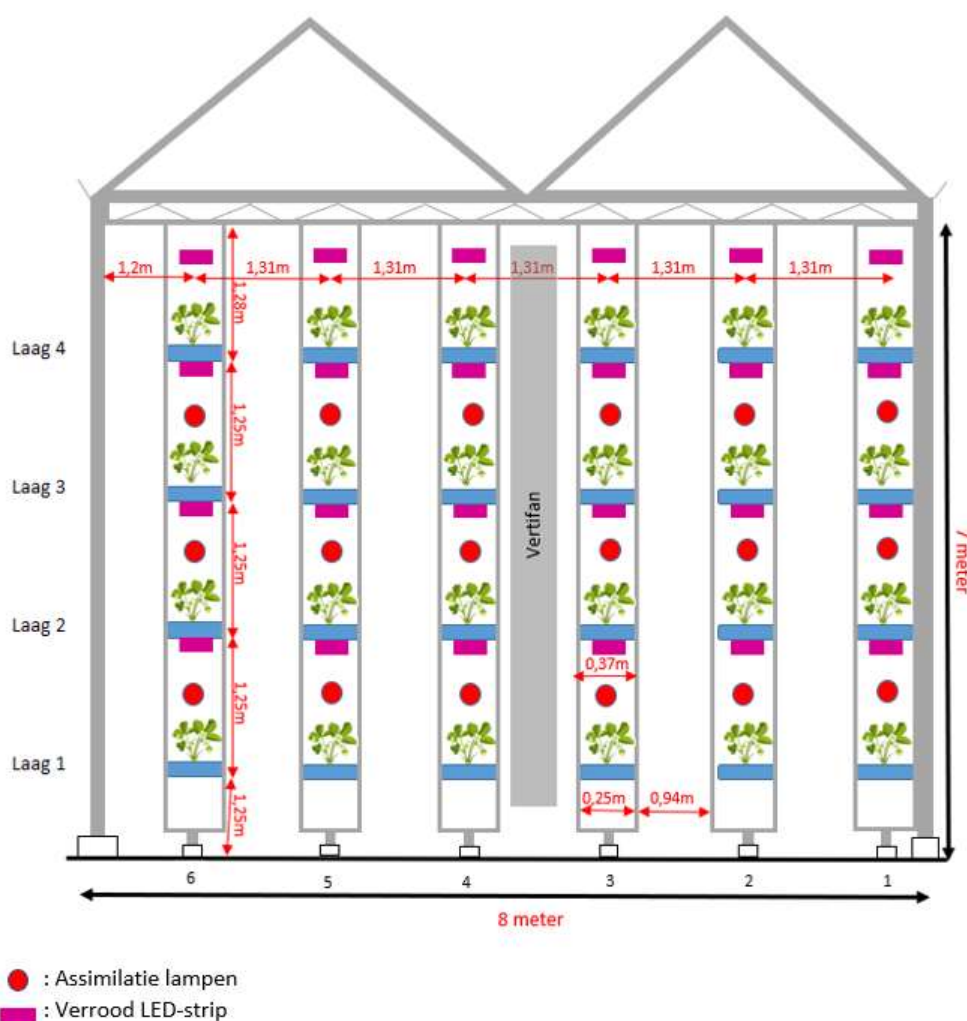 1,2m
1,31m
1,31m
1,31m
1,31m
1,31m
1,28m
Laag 4
1,25m
Laag 3
Vertifan
1,25m
7 meter
Laag 2
0,37m
1,25m
Laag 1
1,25m
0,25m
0,94m
6
5
4
3
2
1
8 meter
: Assimilatie lampen
: Verrood LED-strip